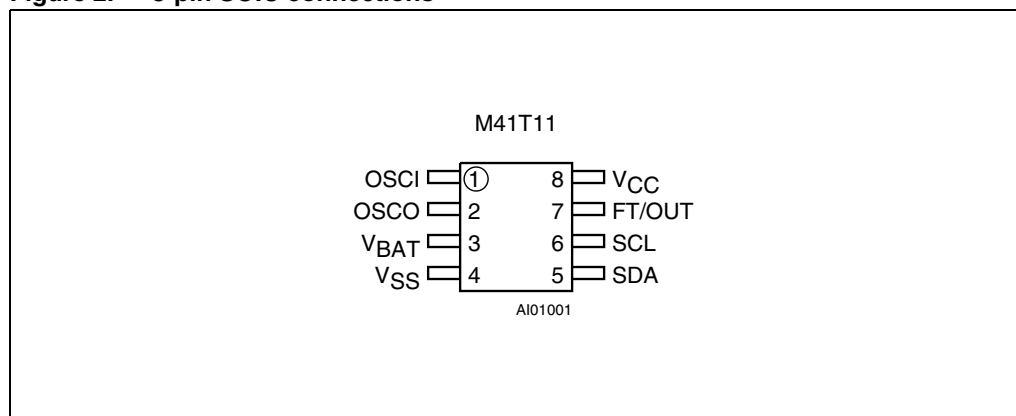 M41T11
OSCI 1 8 VCC
OSCO 2 7 FT/OUT
VBAT 3 6 SCL
VSS 4 5 SDA
AI01001